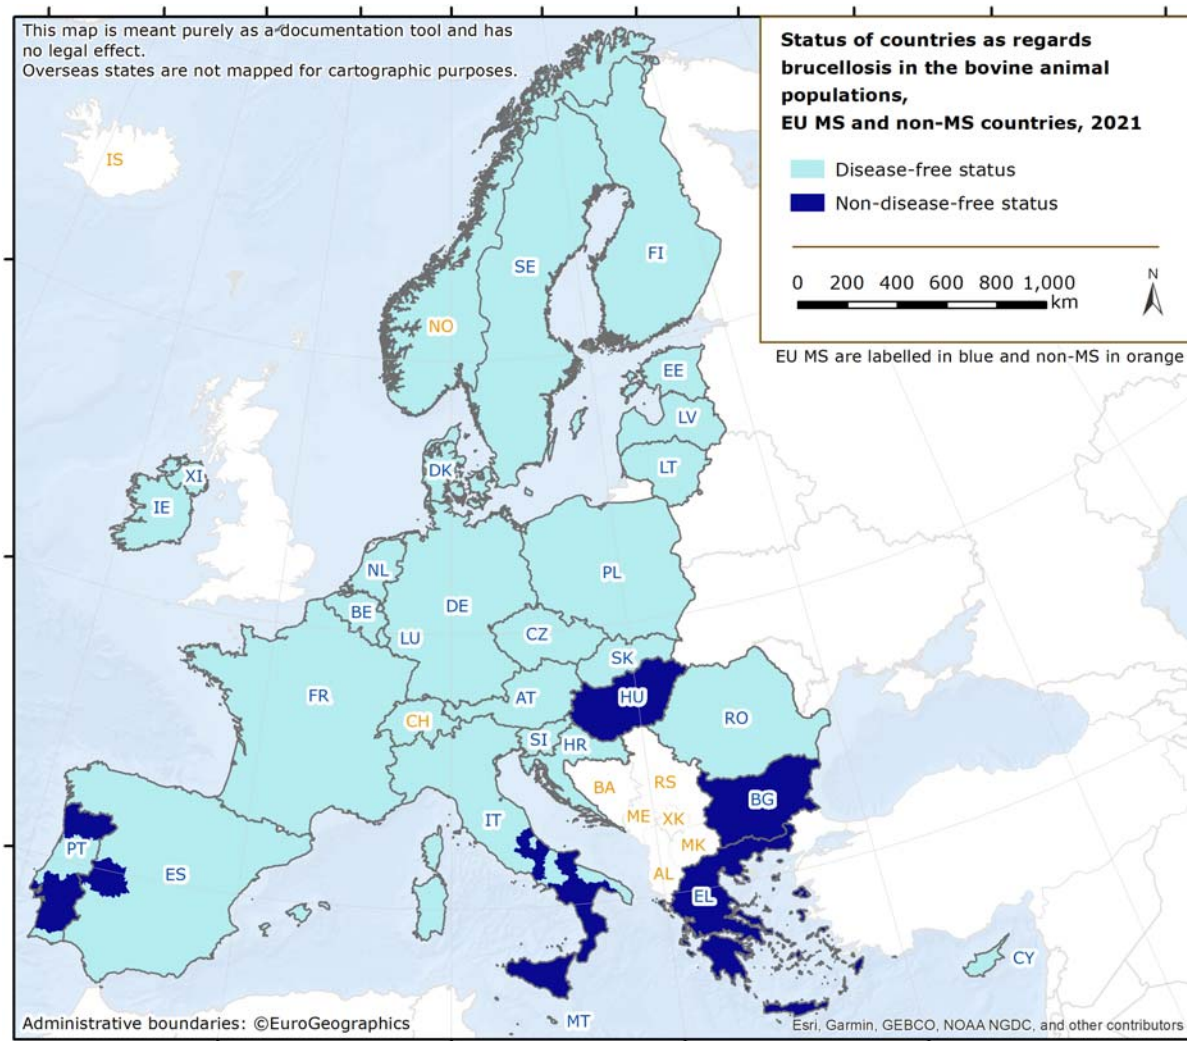 This map is meant purely as a documentation tool and has
no legal effect.
Overseas states are not mapped for cartographic purposes.
Status of countries as regards
brucellosis in the bovine animal
populations,
EU MS and non-MS countries, 2021
Disease-free status
Non-disease-free status
0 200 400 600 800 1,000
km
N
EU MS are labelled in blue and non-MS in orange
IS
SE
FI
NO
EE
LV
LT
DK
XI
IE
NL
PL
BE
DE
LU
CZ
SK
FR
AT
HU
CH
RO
SI
HR
BA
RS
BG
ME
XK
IT
MK
PT
ES
AL
EL
CY
MT
Administrative boundaries: ©EuroGeographics
Esri, Garmin, GEBCO, NOAA NGDC, and other contributors